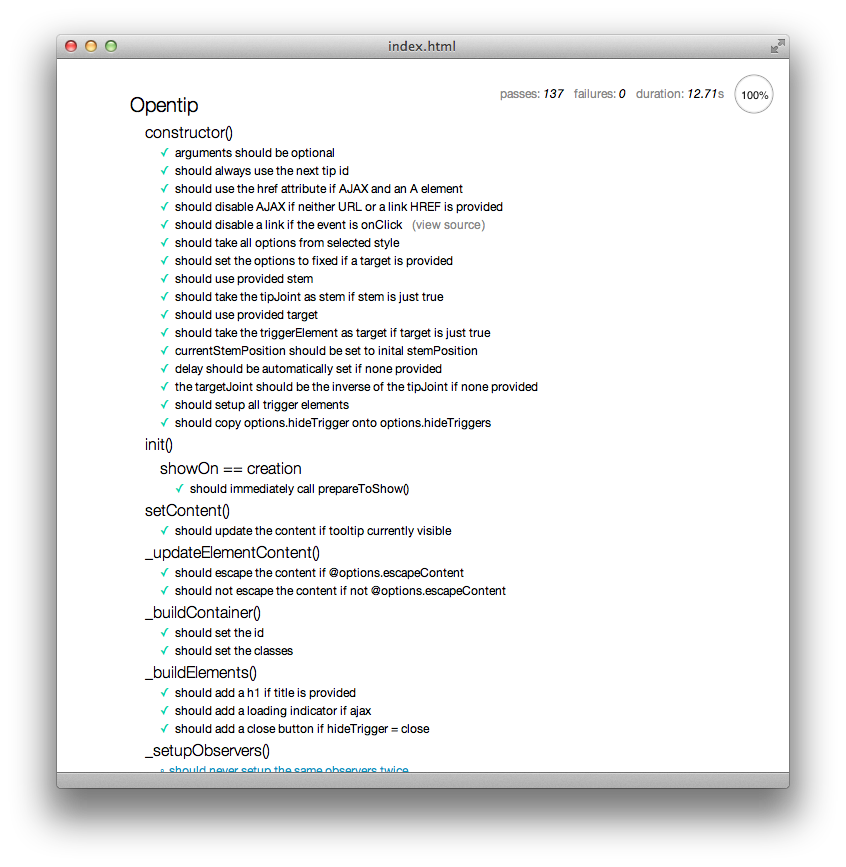 index.html
passes: 137 failures: 0 duration: 12.71s 100%
Opentip
constructor()
✓ arguments should be optional
✓ should always use the next tip id
✓ should use the href attribute if AJAX and an A element
✓ should disable AJAX if neither URL or a link HREF is provided
✓ should disable a link if the event is onClick (view source)
✓ should take all options from selected style
✓ should set the options to fixed if a target is provided
✓ should use provided stem
✓ should take the tipJoint as stem if stem is just true
✓ should use provided target
✓ should take the triggerElement as target if target is just true
✓ currentStemPosition should be set to inital stemPosition
✓ delay should be automatically set if none provided
✓ the targetJoint should be the inverse of the tipJoint if none provided
✓ should setup all trigger elements
✓ should copy options.hideTrigger onto options.hideTriggers
init()
showOn == creation
✓ should immediately call prepareToShow()
setContent()
✓ should update the content if tooltip currently visible
_updateElementContent()
✓ should escape the content if @options.escapeContent
✓ should not escape the content if not @options.escapeContent
_buildContainer()
✓ should set the id
✓ should set the classes
_buildElements()
✓ should add a h1 if title is provided
✓ should add a loading indicator if ajax
✓ should add a close button if hideTrigger = close
_setupObservers()
◦ should never setup the same observers twice